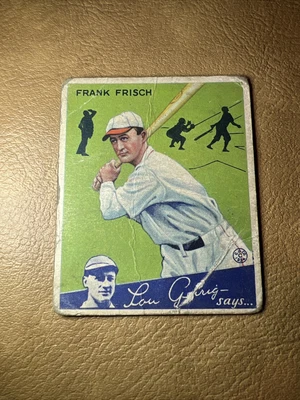 FRANK FRISCH
Lou Gehrig
says...